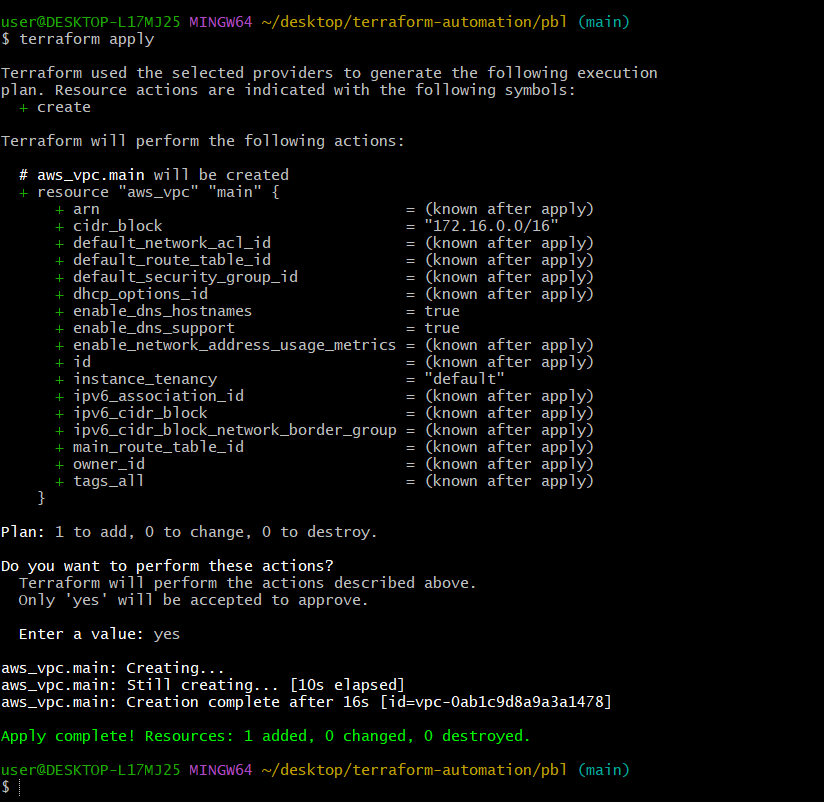 user@DESKTOP-L17MJ25 MINGW64 ~/desktop/terraform-automation/pbl (main)
$ terraform apply

Terraform used the selected providers to generate the following execution
plan. Resource actions are indicated with the following symbols:
  + create

Terraform will perform the following actions:

  # aws_vpc.main will be created
  + resource "aws_vpc" "main" {
      + arn                                  = (known after apply)
      + cidr_block                           = "172.16.0.0/16"
      + default_network_acl_id               = (known after apply)
      + default_route_table_id               = (known after apply)
      + default_security_group_id            = (known after apply)
      + dhcp_options_id                      = (known after apply)
      + enable_dns_hostnames                 = true
      + enable_dns_support                   = true
      + enable_network_address_usage_metrics = (known after apply)
      + id                                   = (known after apply)
      + instance_tenancy                     = "default"
      + ipv6_association_id                  = (known after apply)
      + ipv6_cidr_block                      = (known after apply)
      + ipv6_cidr_block_network_border_group = (known after apply)
      + main_route_table_id                  = (known after apply)
      + owner_id                             = (known after apply)
      + tags_all                             = (known after apply)
    }

Plan: 1 to add, 0 to change, 0 to destroy.

Do you want to perform these actions?
  Terraform will perform the actions described above.
  Only 'yes' will be accepted to approve.

  Enter a value: yes

aws_vpc.main: Creating...
aws_vpc.main: Still creating... [10s elapsed]
aws_vpc.main: Creation complete after 16s [id=vpc-0ab1c9d8a9a3a1478]

Apply complete! Resources: 1 added, 0 changed, 0 destroyed.

user@DESKTOP-L17MJ25 MINGW64 ~/desktop/terraform-automation/pbl (main)
$